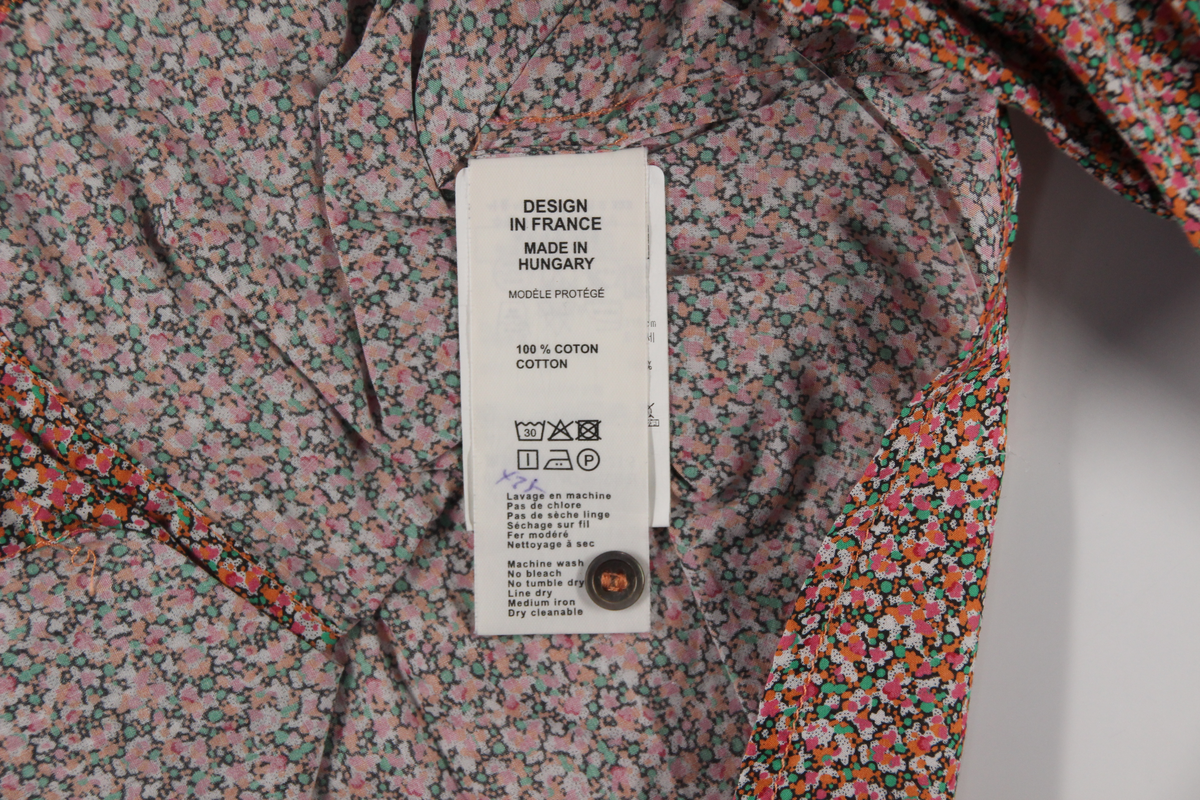 DESIGN
IN FRANCE
MADE IN
HUNGARY
MODÈLE PROTÉGÉ
100 % COTON
COTTON
30
P
Lavage en machine
Pas de chlore
Pas de sèche linge
Séchage sur fil
Fer modéré
Nettoyage à sec
Machine wash
No bleach
No tumble dry
Line dry
Medium iron
Dry cleanable